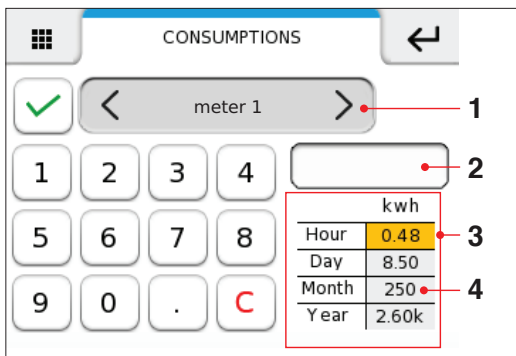 CONSUMPTIONS
meter 1
1
2
1 2 3 4
kwh
5 6 7 8
Hour 0.48
3
Day 8.50
Month 250
4
9 0 . C
Year 2.60k